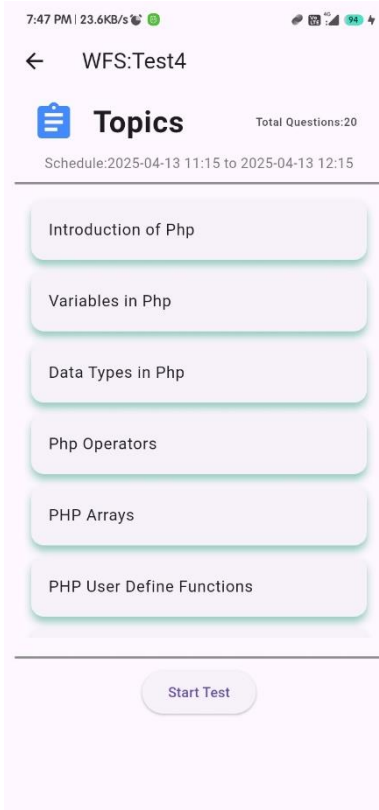 7:47 PM | 23.6KB/s
4G
94
WFS:Test4
Topics
Total Questions:20
Schedule:2025-04-13 11:15 to 2025-04-13 12:15
Introduction of Php
Variables in Php
Data Types in Php
Php Operators
PHP Arrays
PHP User Define Functions
Start Test